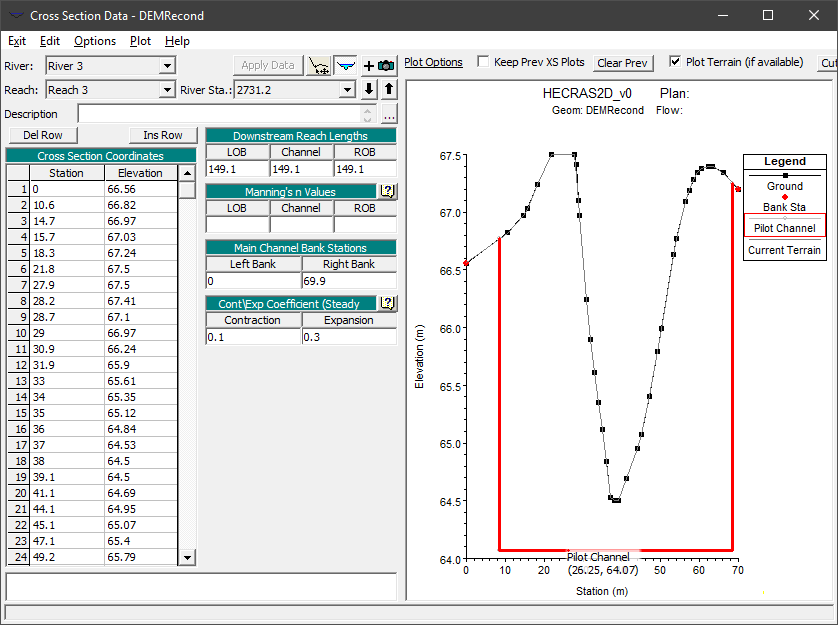 Cross Section Data - DEMRecond
Exit Edit Options Plot Help
River: River 3 Apply Data Plot Options Keep Prev XS Plots Clear Prev Plot Terrain (if available)
Reach: Reach 3 River Sta.: 2731.2
Description ...
Del Row Ins Row
Cross Section Coordinates
Station Elevation
1 0 66.56
2 10.6 66.82
3 14.7 66.97
4 15.7 67.03
5 18.3 67.24
6 21.8 67.5
7 27.9 67.5
8 28.2 67.41
9 28.7 67.1
10 29 66.97
11 30.9 66.24
12 31.9 65.9
13 33 65.61
14 34 65.35
15 35 65.12
16 36 64.84
17 37 64.53
18 38 64.5
19 39.1 64.5
20 41.1 64.69
21 44.1 64.95
22 45.1 65.07
23 47.1 65.4
24 49.2 65.79
Downstream Reach Lengths
LOB Channel ROB
149.1 149.1 149.1
Manning's n Values
LOB Channel ROB
Main Channel Bank Stations
Left Bank Right Bank
0 69.9
Cont\Exp Coefficient (Steady
Contraction Expansion
0.1 0.3
HECRAS2D_v0 Plan:
Geom: DEMRecond Flow:
67.5
67.0
66.5
66.0
65.5
65.0
64.5
64.0
Elevation (m)
Legend
Ground
Bank Sta
Pilot Channel
Current Terrain
Pilot Channel
(26.25, 64.07)
0 10 20 50 60 70
Station (m)